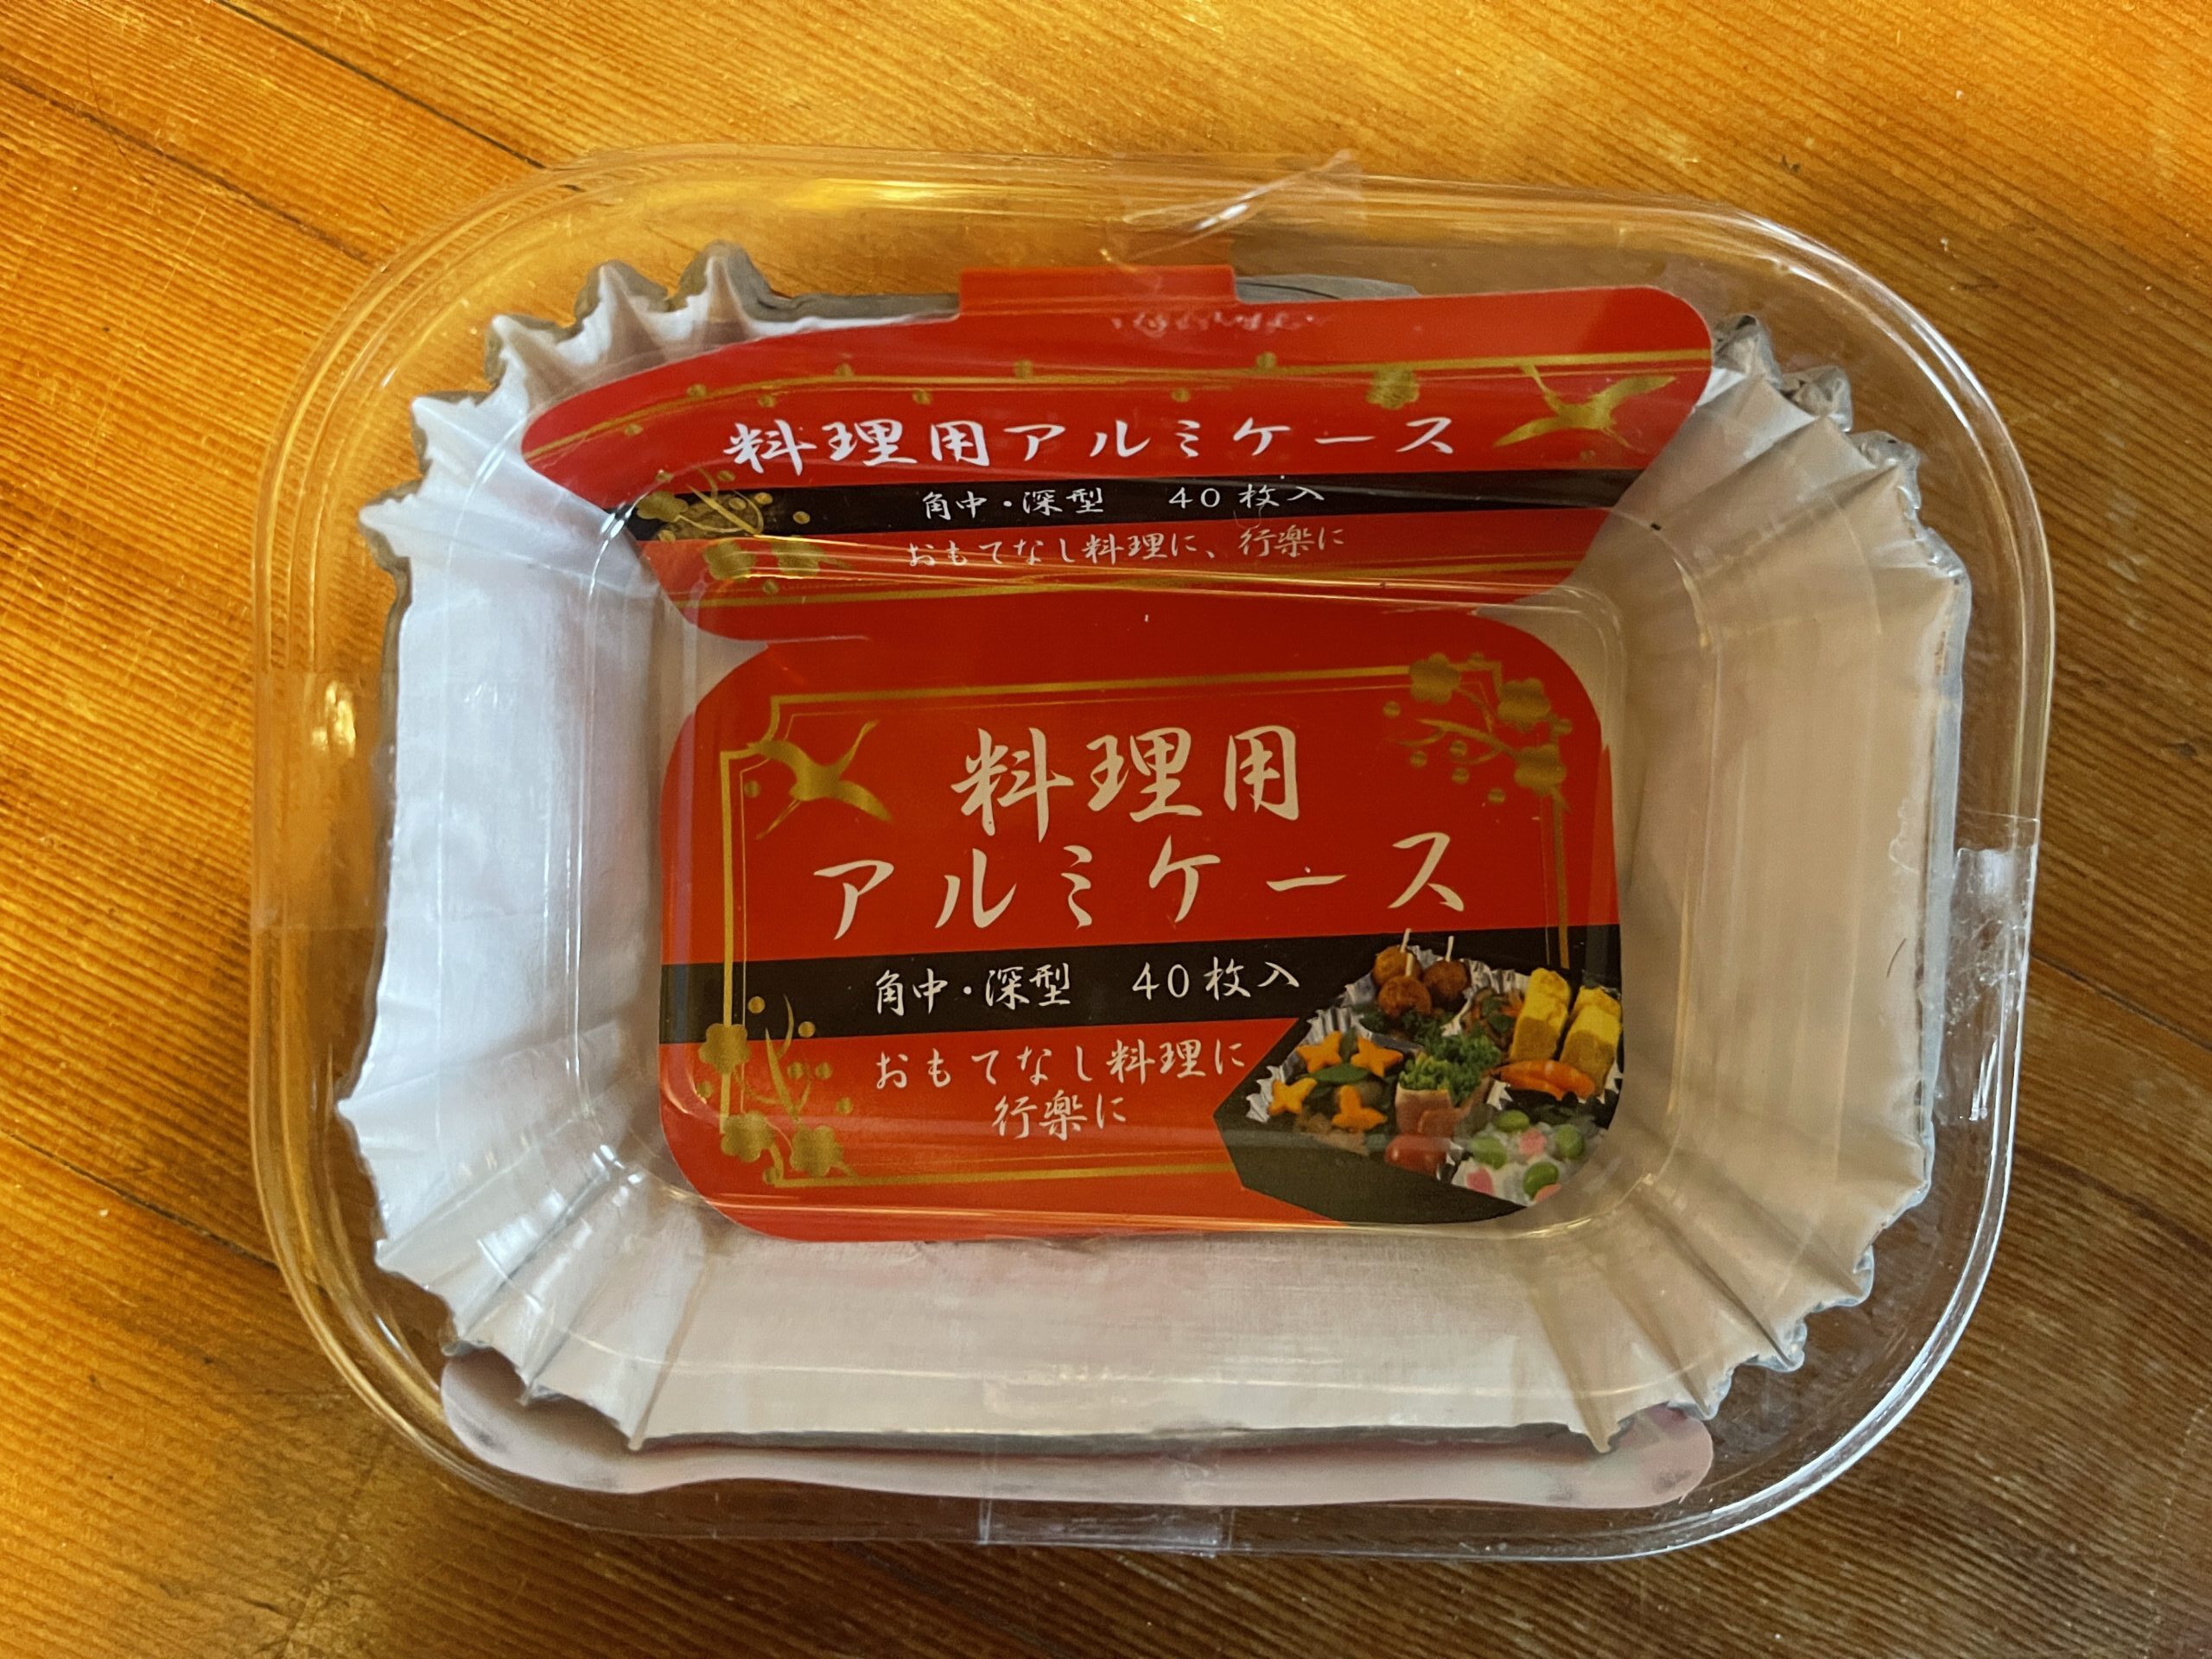 料理用アルミケース
角中・深型　40枚入
おもてなし料理に、行楽に
料理用
アルミケース
角中・深型　40枚入
おもてなし料理に
行楽に